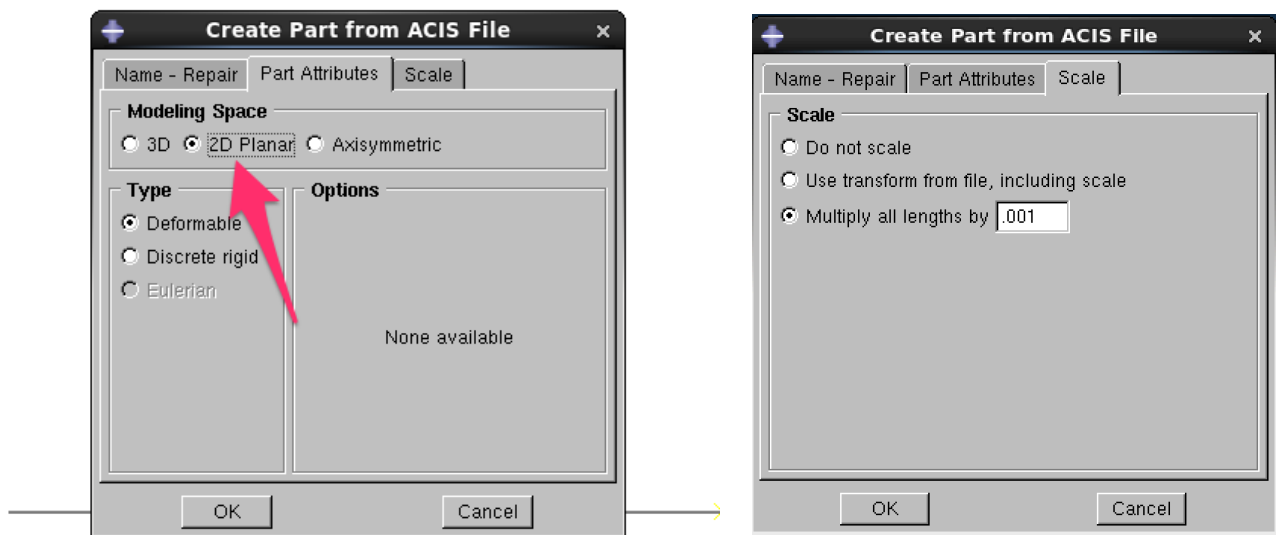 Create Part from ACIS File
Name - Repair Part Attributes Scale
Modeling Space
3D 2D Planar Axisymmetric
Type
Deformable
Discrete rigid
Eulerian
Options
None available
OK Cancel
Create Part from ACIS File
Name - Repair Part Attributes Scale
Scale
Do not scale
Use transform from file, including scale
Multiply all lengths by .001
OK Cancel